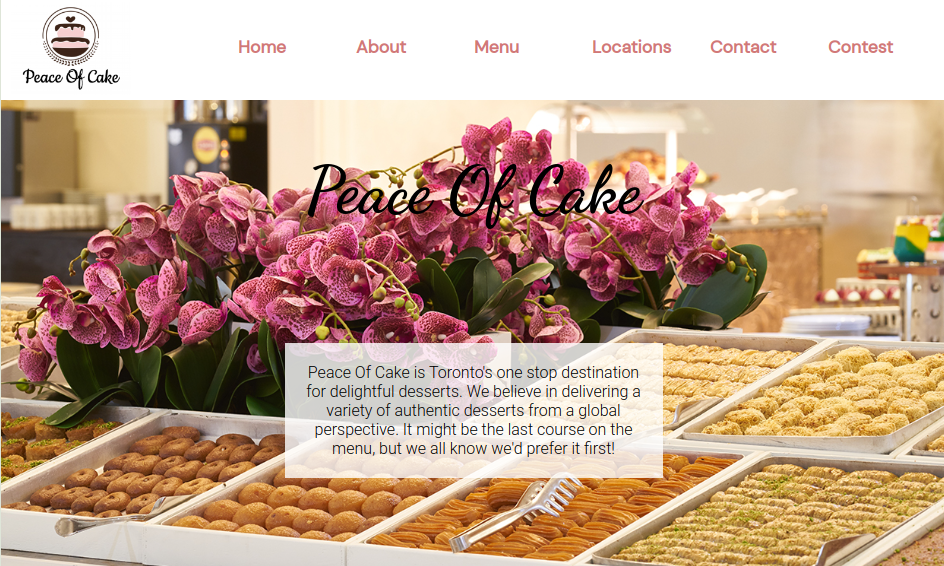 Peace Of Cake
Home About Menu Locations Contact Contest
Peace Of Cake
Peace Of Cake is Toronto's one stop destination
for delightful desserts. We believe in delivering a
variety of authentic desserts from a global
perspective. It might be the last course on the
menu, but we all know we'd prefer it first!